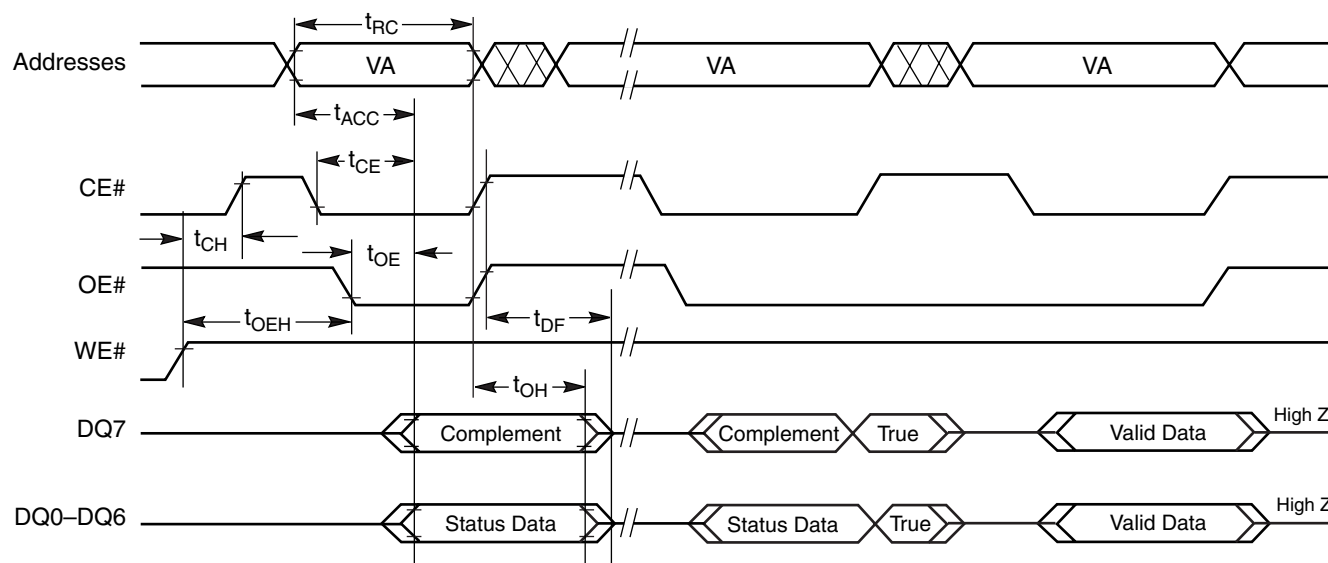 tRC
Addresses VA VA VA
tACC
tCE
CE#
tCH tOE
OE#
tOEH tDF
WE#
tOH
DQ7 Complement Complement True Valid Data High Z
DQ0–DQ6 Status Data Status Data True Valid Data High Z